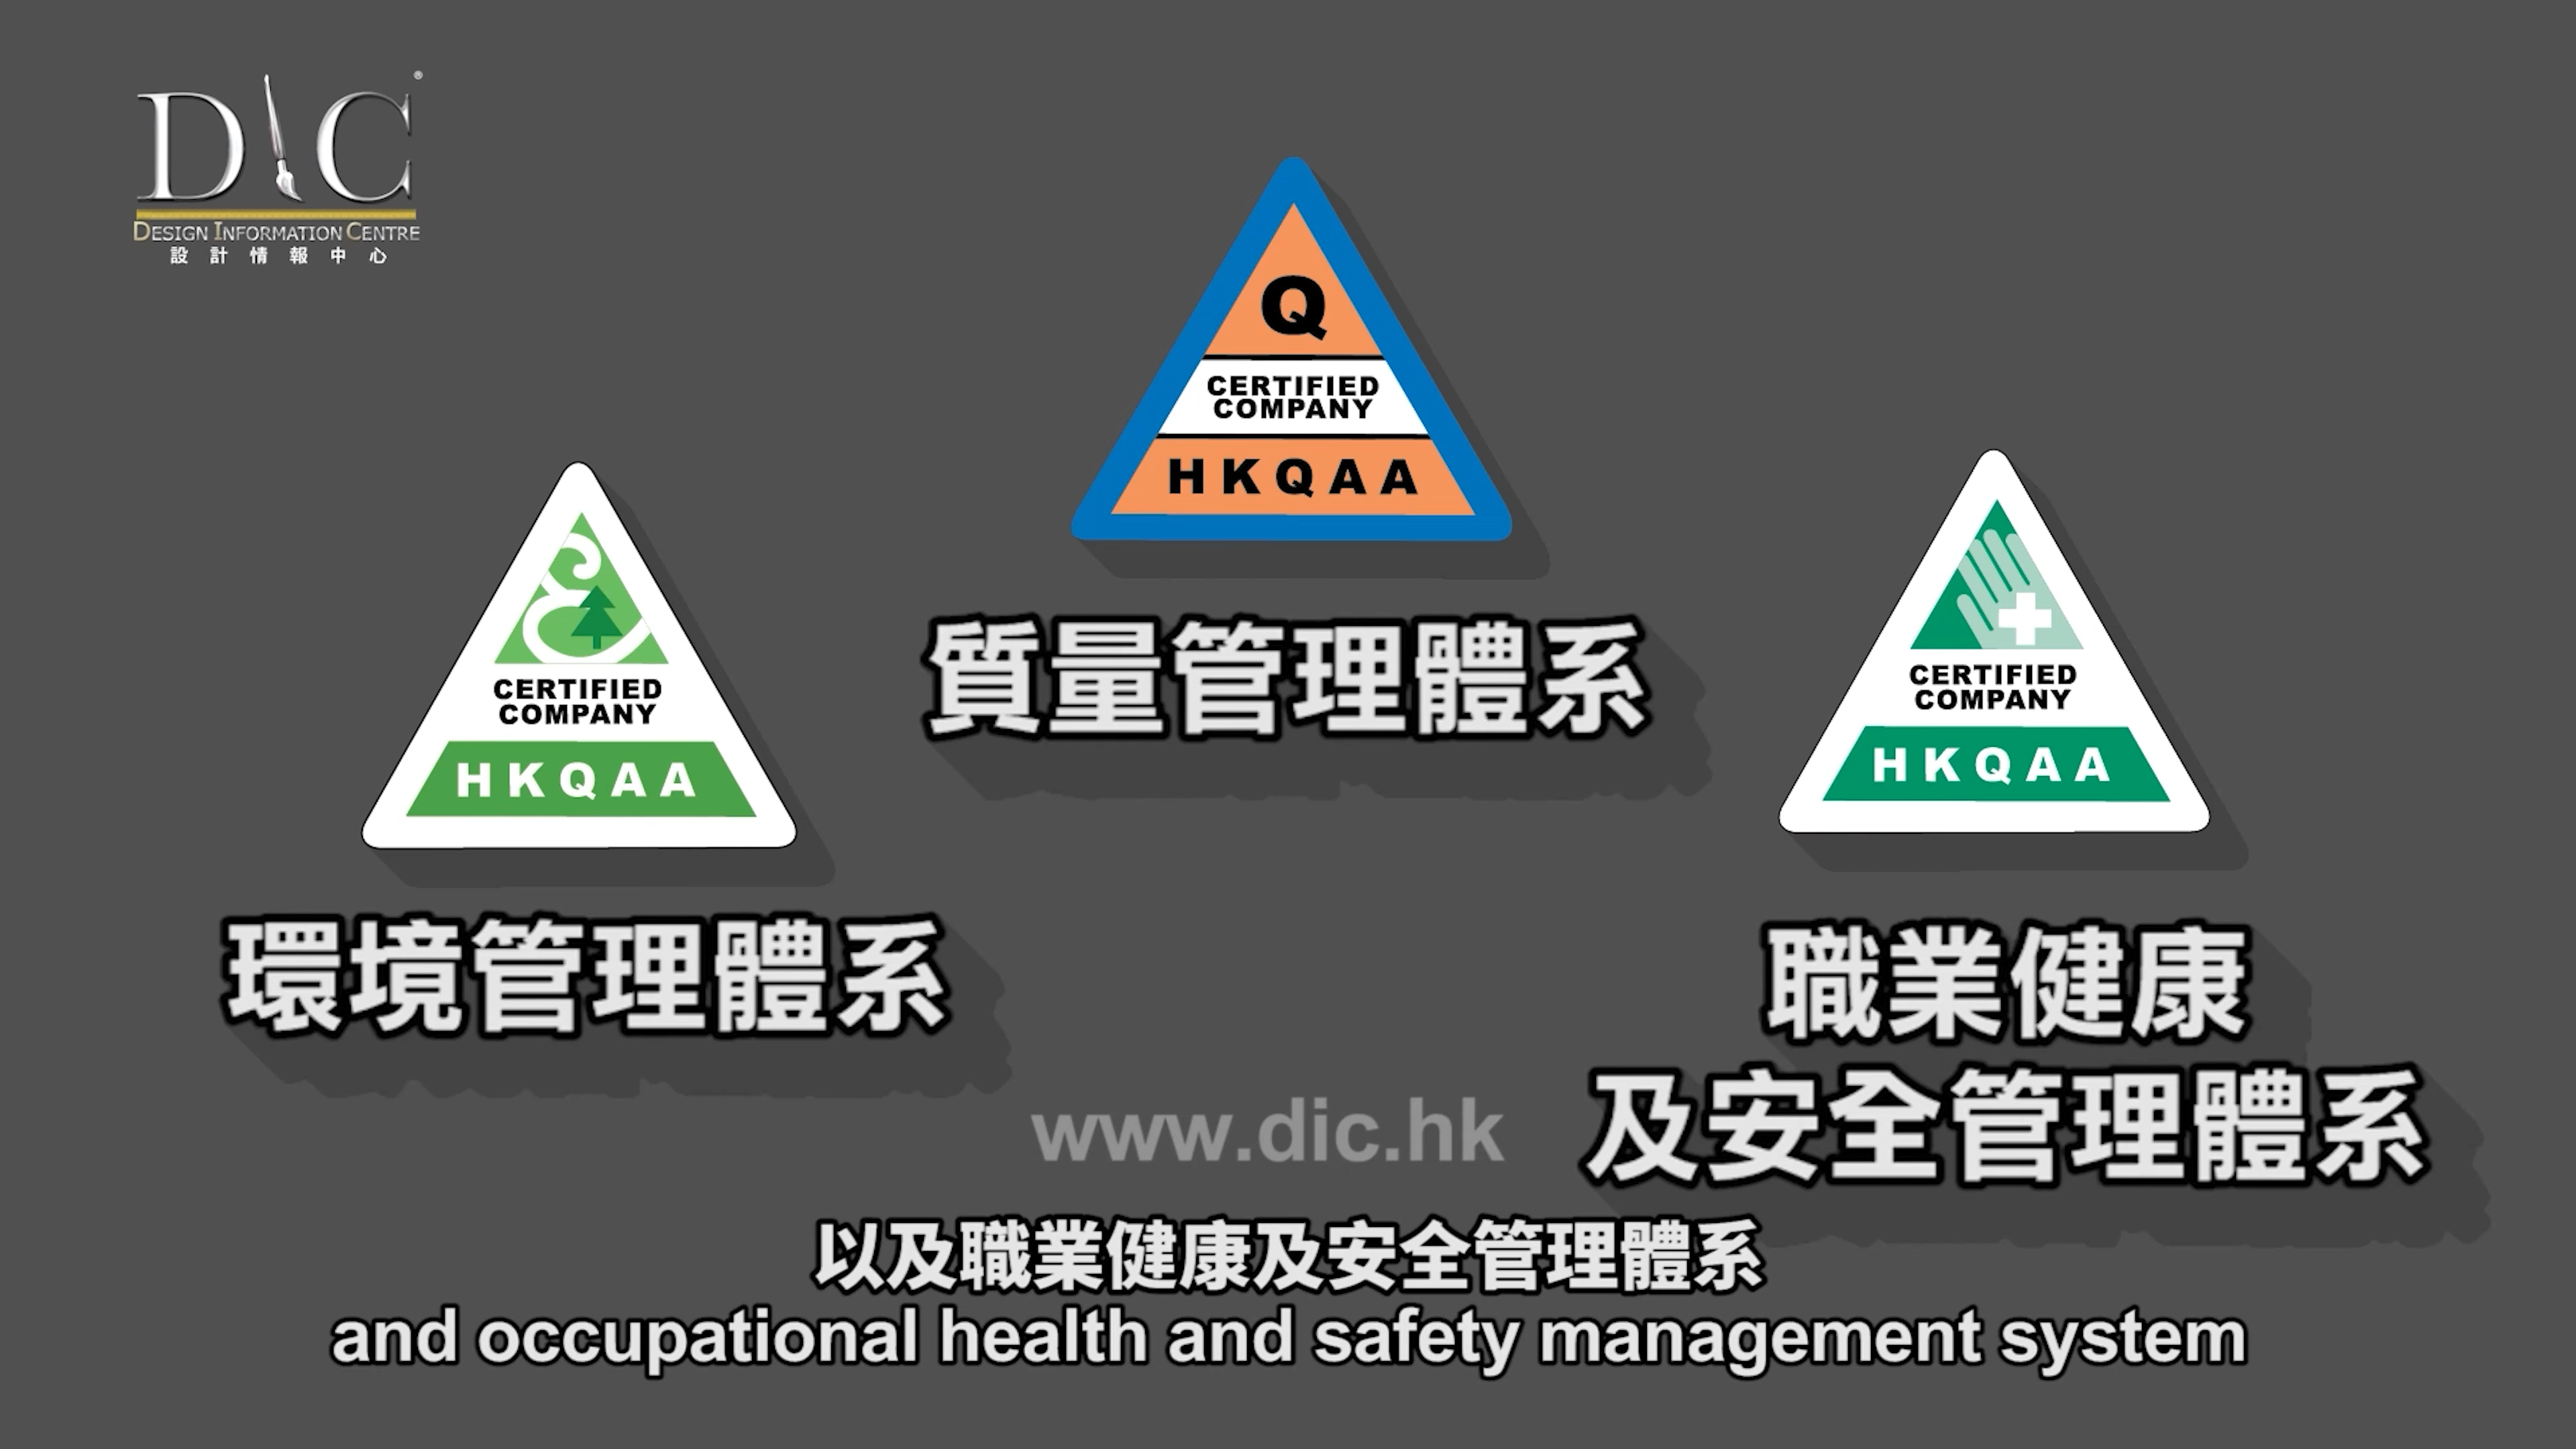 DIC®
DESIGN INFORMATION CENTRE
設計情報中心
Q
CERTIFIED
COMPANY
HKQAA
質量管理體系
CERTIFIED
COMPANY
HKQAA
環境管理體系
CERTIFIED
COMPANY
HKQAA
職業健康
及安全管理體系
www.dic.hk
以及職業健康及安全管理體系
and occupational health and safety management system